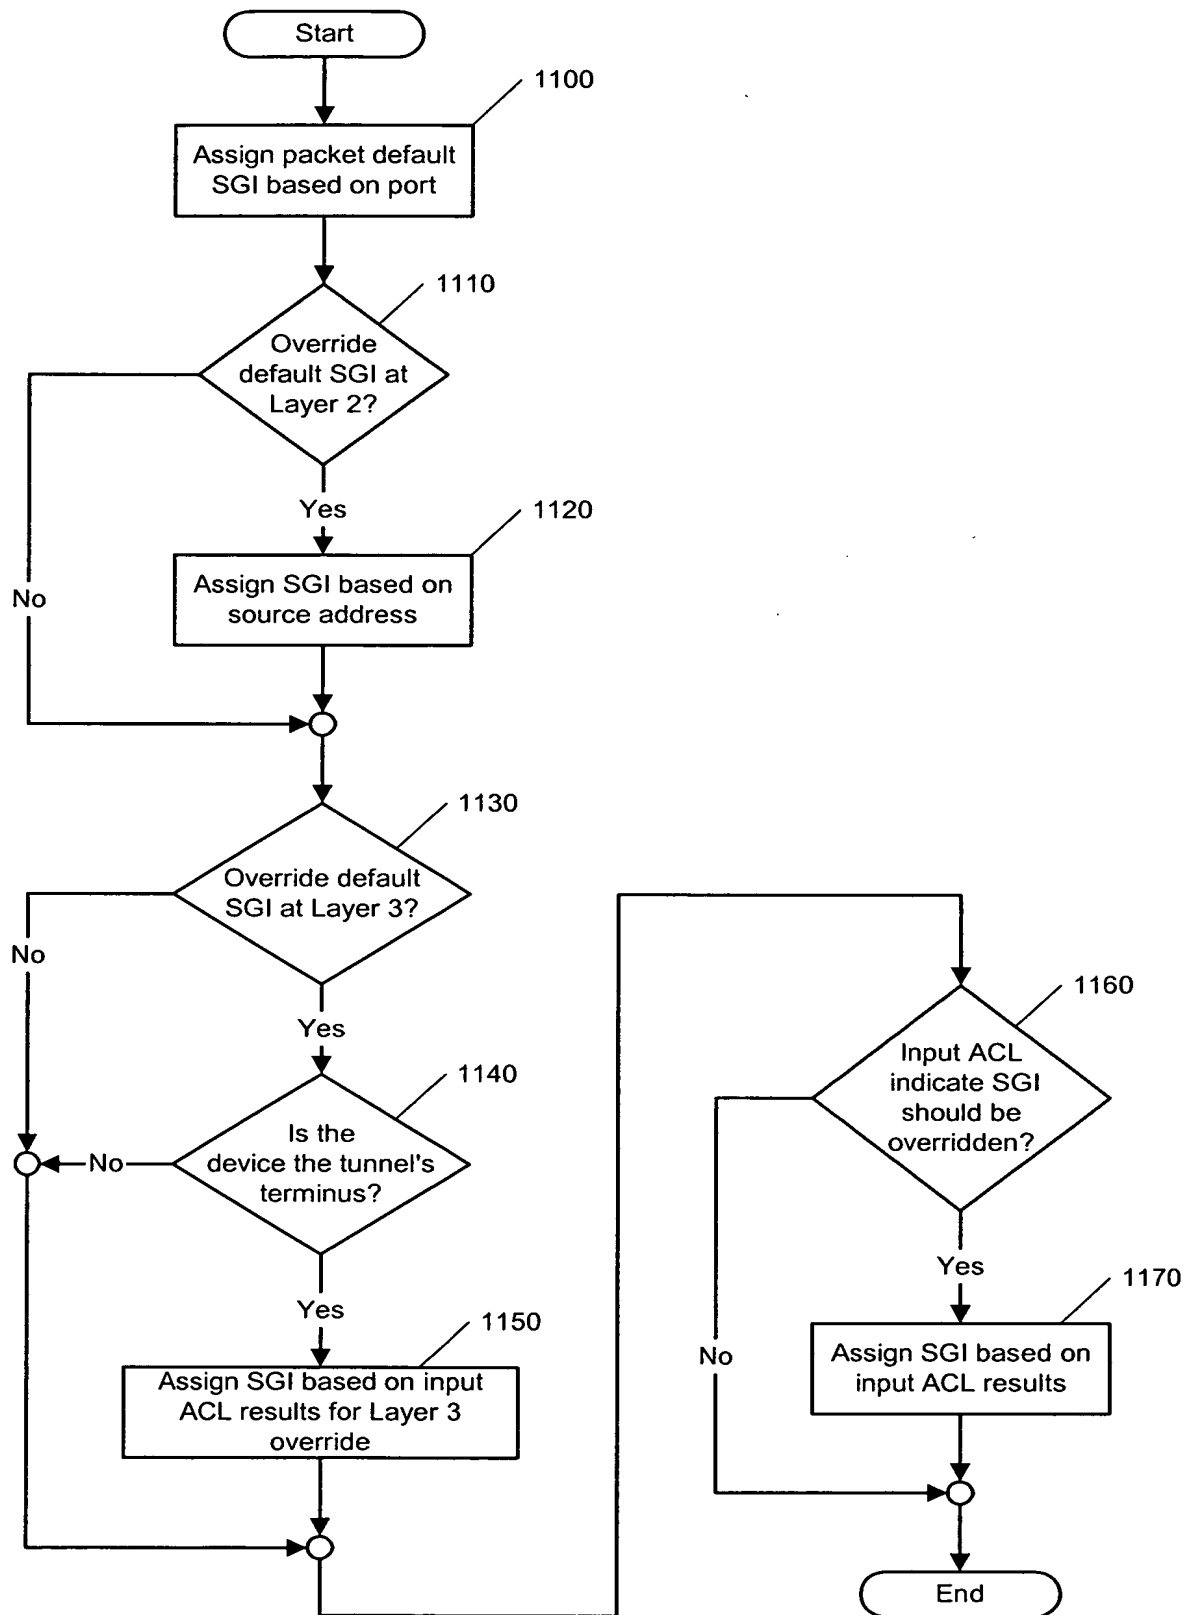 Start
1100
Assign packet default
SGI based on port
1110
Override
default SGI at
Layer 2?
Yes
1120
No
Assign SGI based on
source address
1130
Override default
SGI at Layer 3?
No
Yes
1140
Is the
device the tunnel's
terminus?
No
Yes
1150
Assign SGI based on input
ACL results for Layer 3
override
1160
Input ACL
indicate SGI
should be
overridden?
Yes
1170
No
Assign SGI based on
input ACL results
End